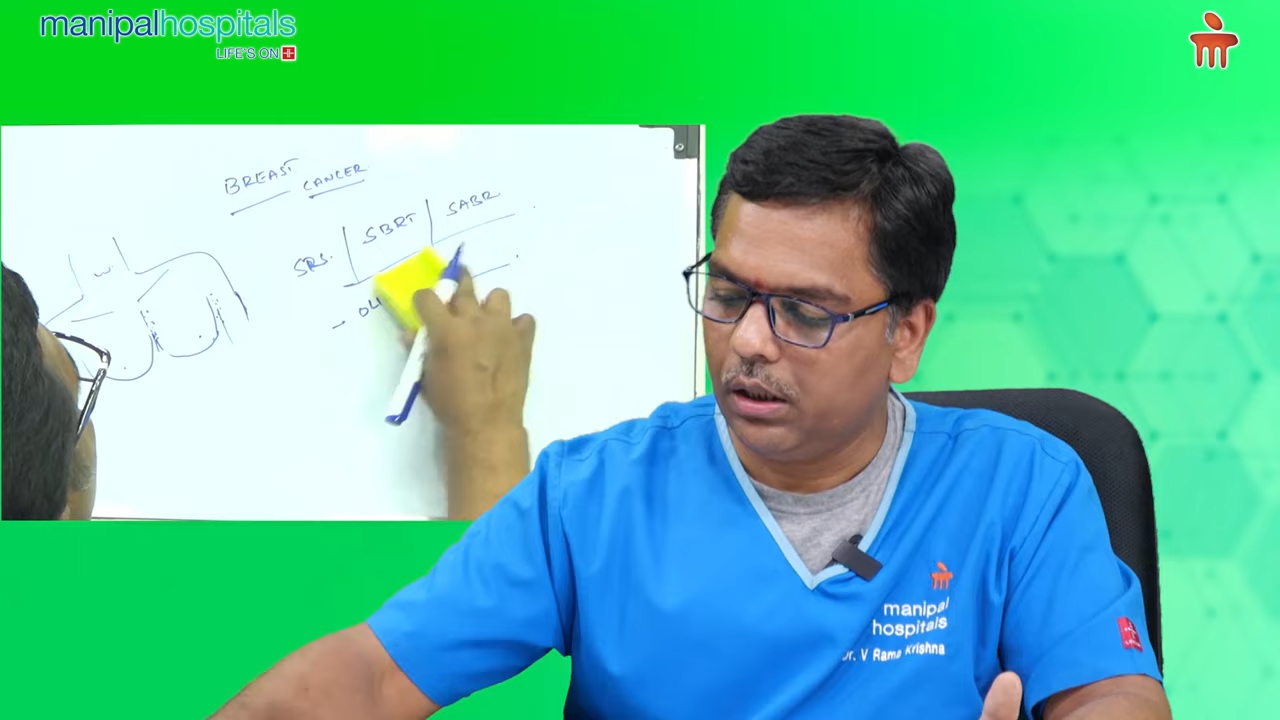 manipalhospitals
LIFE'S ON
BREAST CANCER
SRS. SBRT SABR
manipal
hospitals
Dr. V Rama Krishna